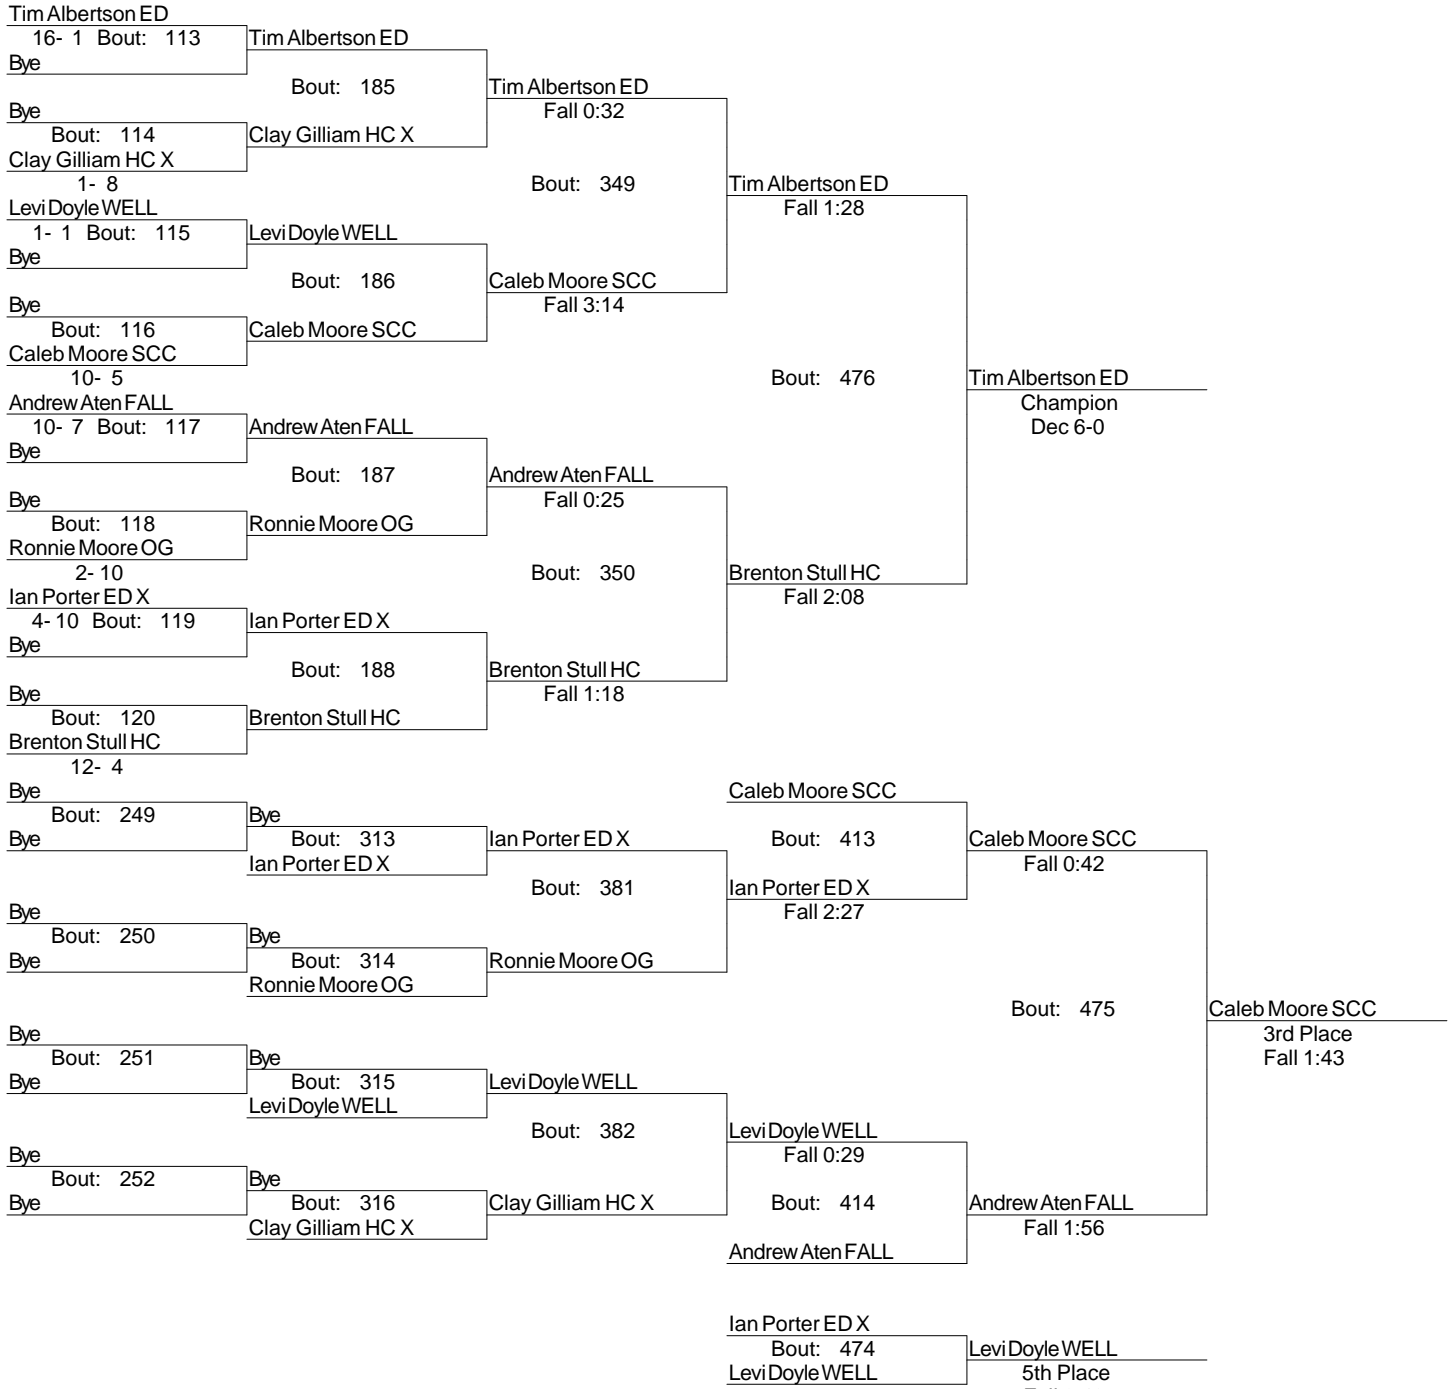 Tim Albertson ED
16- 1 Bout: 113 Tim Albertson ED
Bye
Bout: 185 Tim Albertson ED
Bye Fall 0:32
Bout: 114 Clay Gilliam HC X
Clay Gilliam HC X
1- 8 Bout: 349 Tim Albertson ED
Levi Doyle WELL Fall 1:28
1- 1 Bout: 115 Levi Doyle WELL
Bye
Bout: 186 Caleb Moore SCC
Bye Fall 3:14
Bout: 116 Caleb Moore SCC
Caleb Moore SCC
10- 5 Bout: 476 Tim Albertson ED
Andrew Aten FALL Champion
10- 7 Bout: 117 Andrew Aten FALL Dec 6-0
Bye
Bout: 187 Andrew Aten FALL
Bye Fall 0:25
Bout: 118 Ronnie Moore OG
Ronnie Moore OG
2- 10 Bout: 350 Brenton Stull HC
Ian Porter ED X Fall 2:08
4- 10 Bout: 119 Ian Porter ED X
Bye
Bout: 188 Brenton Stull HC
Bye Fall 1:18
Bout: 120 Brenton Stull HC
Brenton Stull HC
12- 4
Bye Caleb Moore SCC
Bout: 249 Bye
Bye Bout: 313 Ian Porter ED X Bout: 413 Caleb Moore SCC
Ian Porter ED X Fall 0:42
Bout: 381 Ian Porter ED X
Bye Fall 2:27
Bout: 250 Bye
Bye Bout: 314 Ronnie Moore OG
Ronnie Moore OG
Bout: 475 Caleb Moore SCC
Bye 3rd Place
Bout: 251 Bye Fall 1:43
Bye Bout: 315 Levi Doyle WELL
Levi Doyle WELL
Bout: 382 Levi Doyle WELL
Bye Fall 0:29
Bout: 252 Bye
Bye Bout: 316 Clay Gilliam HC X Bout: 414 Andrew Aten FALL
Clay Gilliam HC X Fall 1:56
Andrew Aten FALL
Ian Porter ED X
Bout: 474 Levi Doyle WELL
Levi Doyle WELL 5th Place